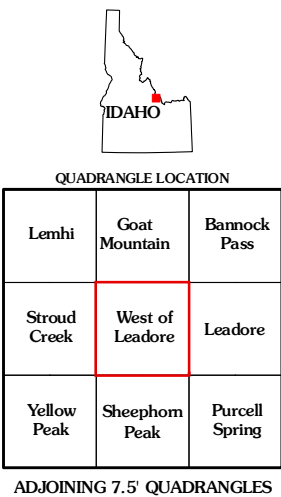 IDAHO
QUADRANGLE LOCATION
Lemhi
Goat
Mountain
Bannock
Pass
Stroud
Creek
West of
Leadore
Leadore
Yellow
Peak
Sheephorn
Peak
Purcell
Spring
ADJOINING 7.5' QUADRANGLES